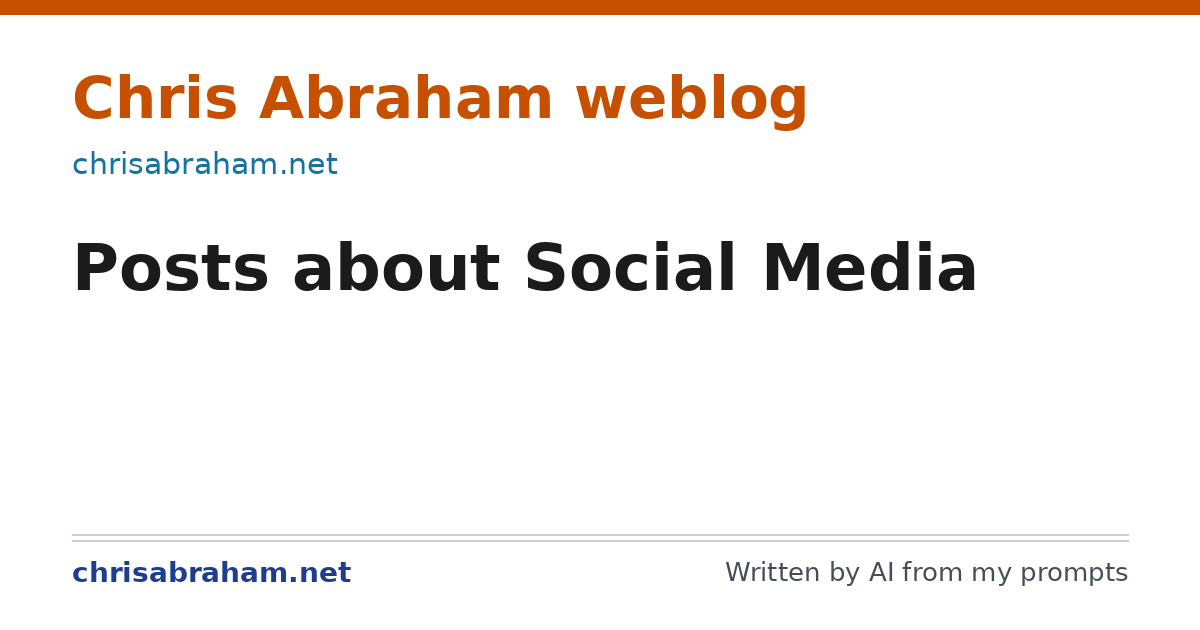 Chris Abraham weblog
chrisabraham.net
Posts about Social Media
chrisabraham.net
Written by AI from my prompts